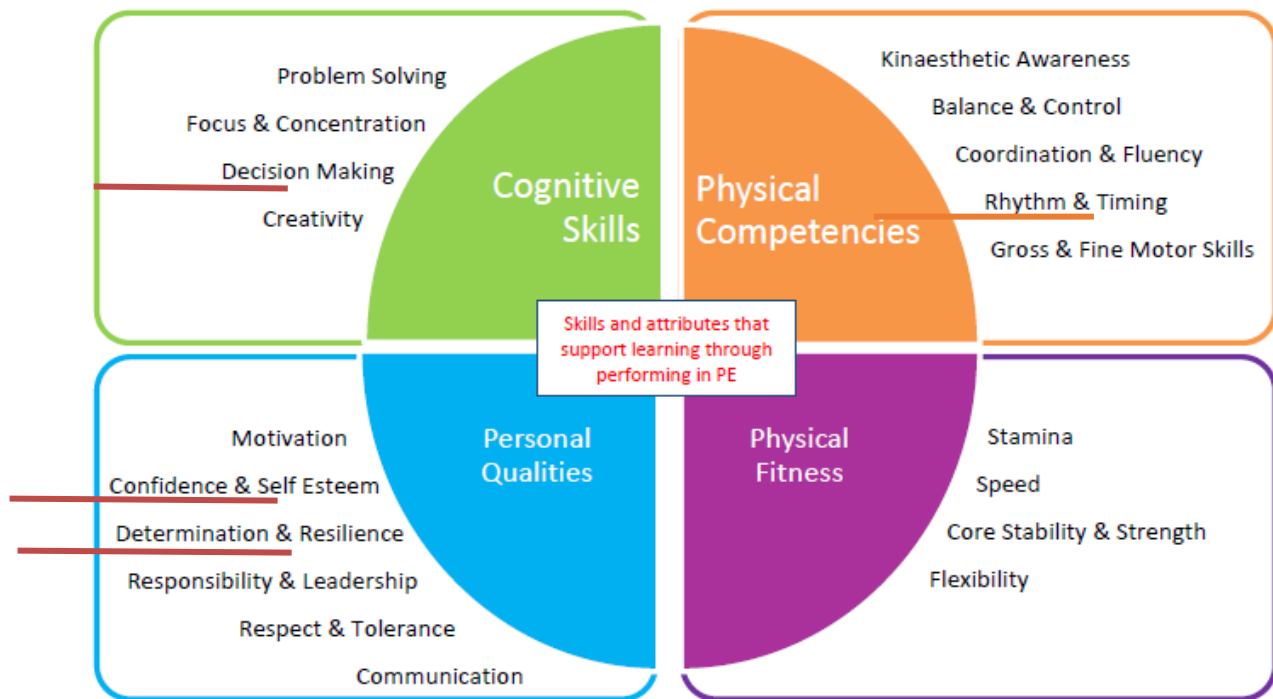 Problem Solving
Focus & Concentration
Decision Making
Creativity
Cognitive
Skills
Physical
Competencies
Kinaesthetic Awareness
Balance & Control
Coordination & Fluency
Rhythm & Timing
Gross & Fine Motor Skills
Skills and attributes that
support learning through
performing in PE
Motivation
Confidence & Self Esteem
Determination & Resilience
Responsibility & Leadership
Respect & Tolerance
Communication
Personal
Qualities
Physical
Fitness
Stamina
Speed
Core Stability & Strength
Flexibility